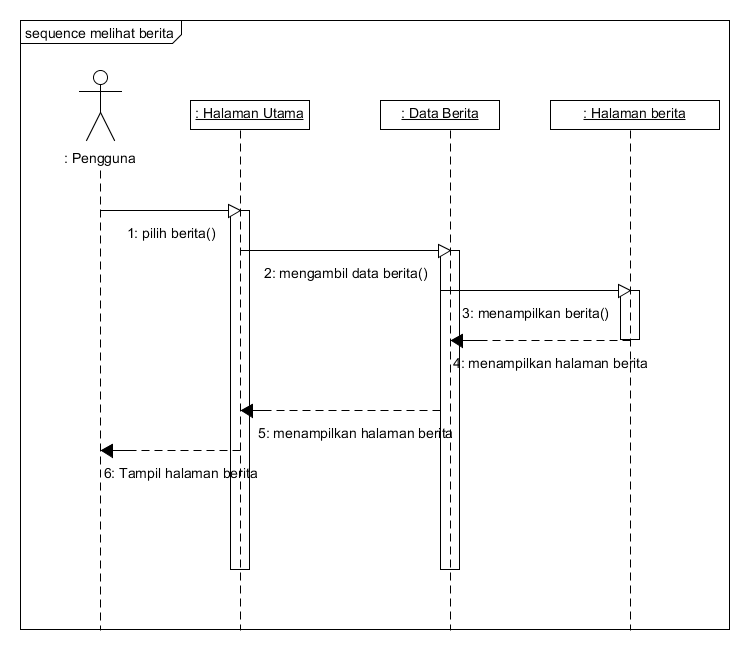 sequence melihat berita
: Halaman Utama
: Data Berita
: Halaman berita
: Pengguna
1: pilih berita()
2: mengambil data berita()
3: menampilkan berita()
4: menampilkan halaman berita
5: menampilkan halaman berita
6: Tampil halaman berita